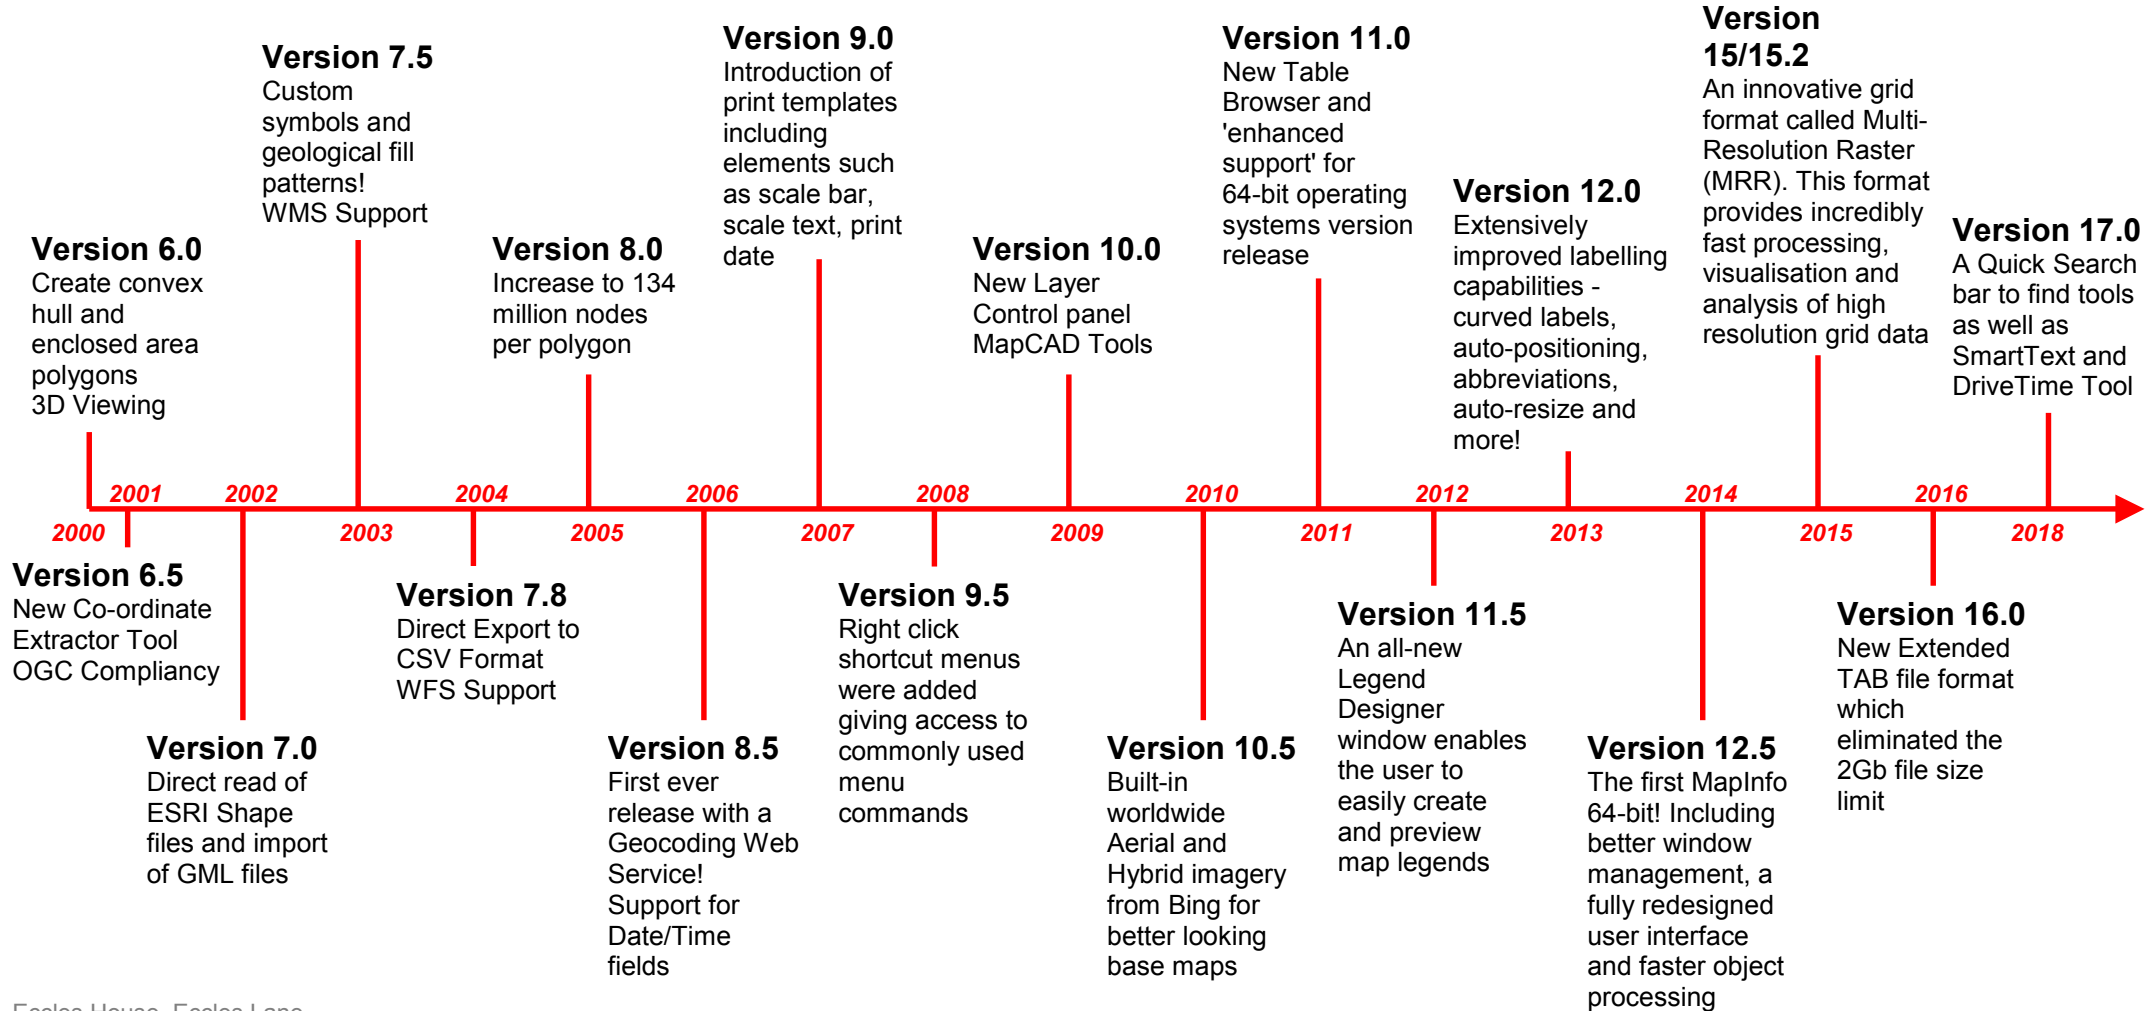 Version 6.0
Create convex
hull and
enclosed area
polygons
3D Viewing
Version 7.5
Custom
symbols and
geological fill
patterns!
WMS Support
Version 8.0
Increase to 134
million nodes
per polygon
Version 9.0
Introduction of
print templates
including
elements such
as scale bar,
scale text, print
date
Version 10.0
New Layer
Control panel
MapCAD Tools
Version 11.0
New Table
Browser and
'enhanced
support' for
64-bit operating
systems version
release
Version 12.0
Extensively
improved labelling
capabilities -
curved labels,
auto-positioning,
abbreviations,
auto-resize and
more!
Version
15/15.2
An innovative grid
format called Multi-
Resolution Raster
(MRR). This format
provides incredibly
fast processing,
visualisation and
analysis of high
resolution grid data
Version 17.0
A Quick Search
bar to find tools
as well as
SmartText and
DriveTime Tool
2000
2001
2002
2003
2004
2005
2006
2007
2008
2009
2010
2011
2012
2013
2014
2015
2016
2018
Version 6.5
New Co-ordinate
Extractor Tool
OGC Compliancy
Version 7.0
Direct read of
ESRI Shape
files and import
of GML files
Version 7.8
Direct Export to
CSV Format
WFS Support
Version 8.5
First ever
release with a
Geocoding Web
Service!
Support for
Date/Time
fields
Version 9.5
Right click
shortcut menus
were added
giving access to
commonly used
menu
commands
Version 10.5
Built-in
worldwide
Aerial and
Hybrid imagery
from Bing for
better looking
base maps
Version 11.5
An all-new
Legend
Designer
window enables
the user to
easily create
and preview
map legends
Version 12.5
The first MapInfo
64-bit! Including
better window
management, a
fully redesigned
user interface
and faster object
processing
Version 16.0
New Extended
TAB file format
which
eliminated the
2Gb file size
limit
Eccles House, Eccles Lane